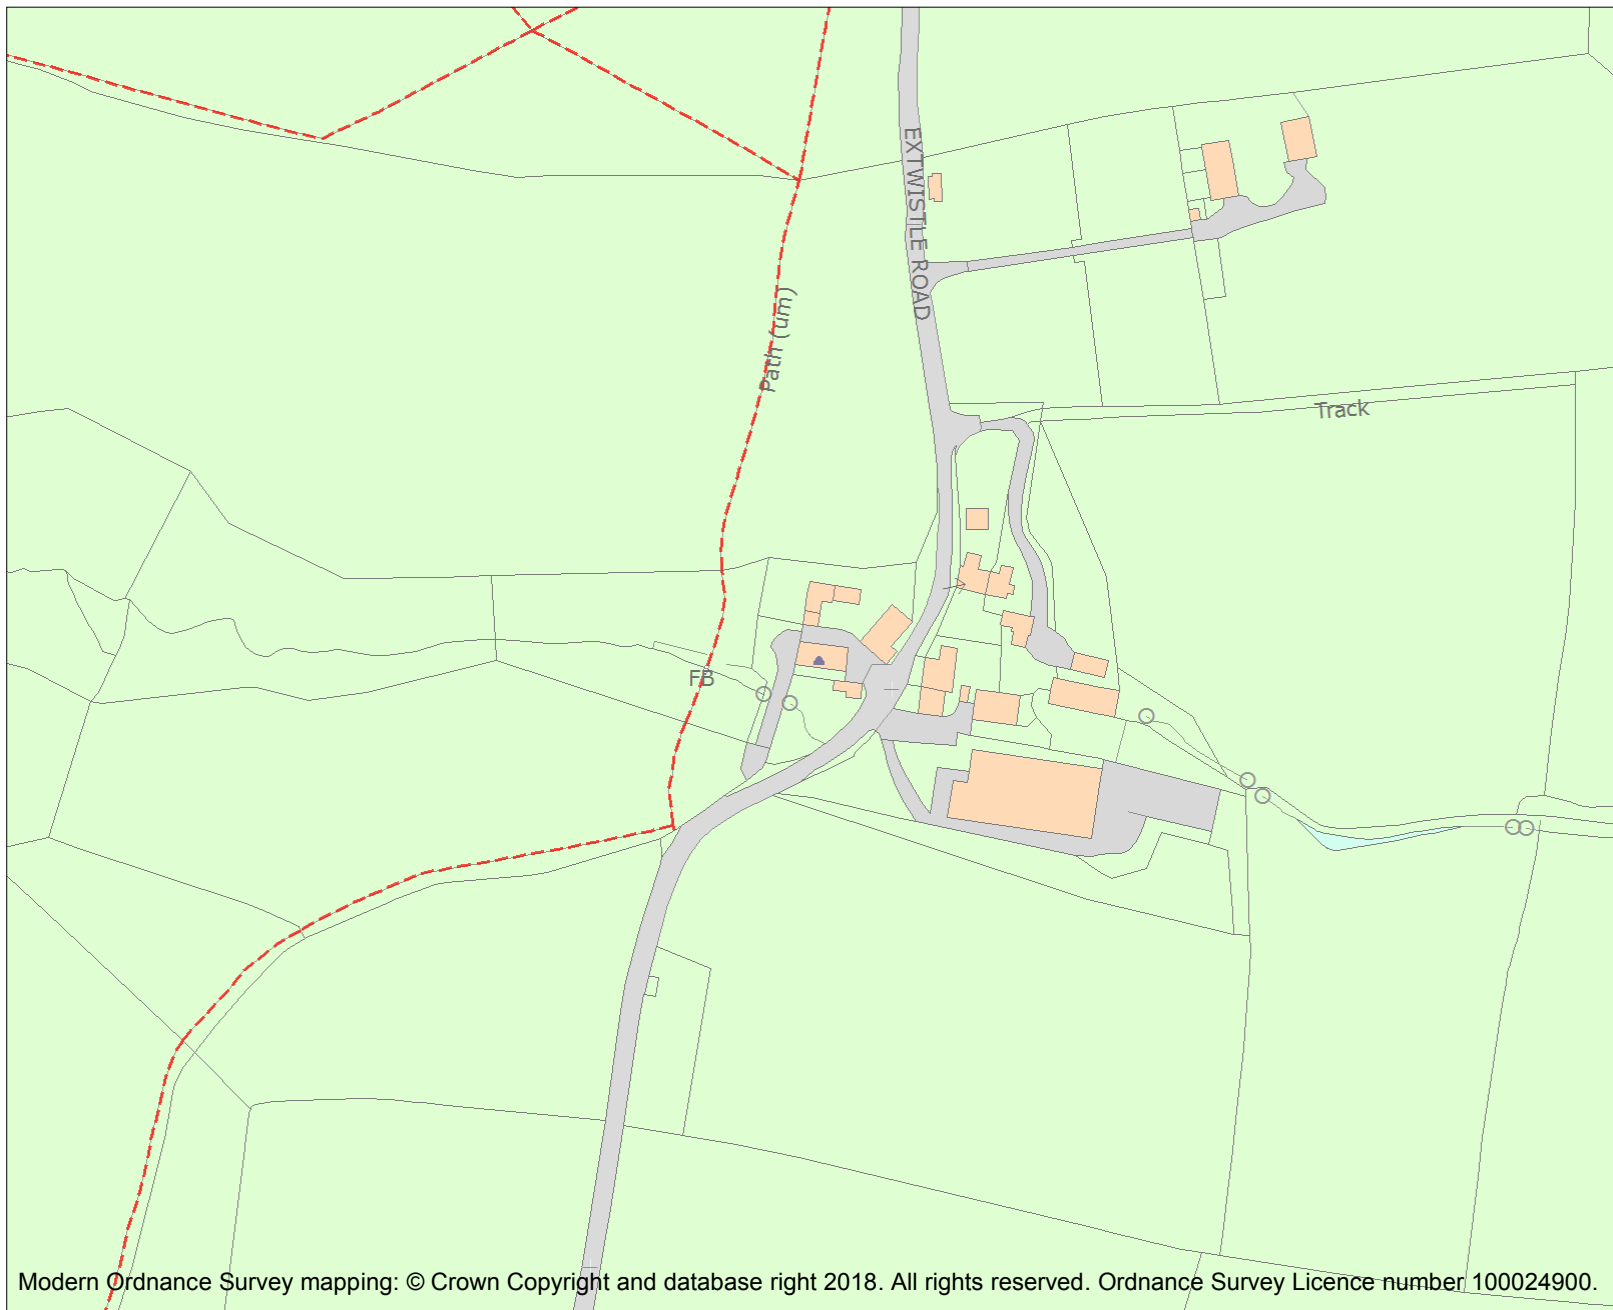 EXTWISTLE ROAD
Path (um)
Track
FB
Modern Ordnance Survey mapping: © Crown Copyright and database right 2018. All rights reserved. Ordnance Survey Licence number 100024900.